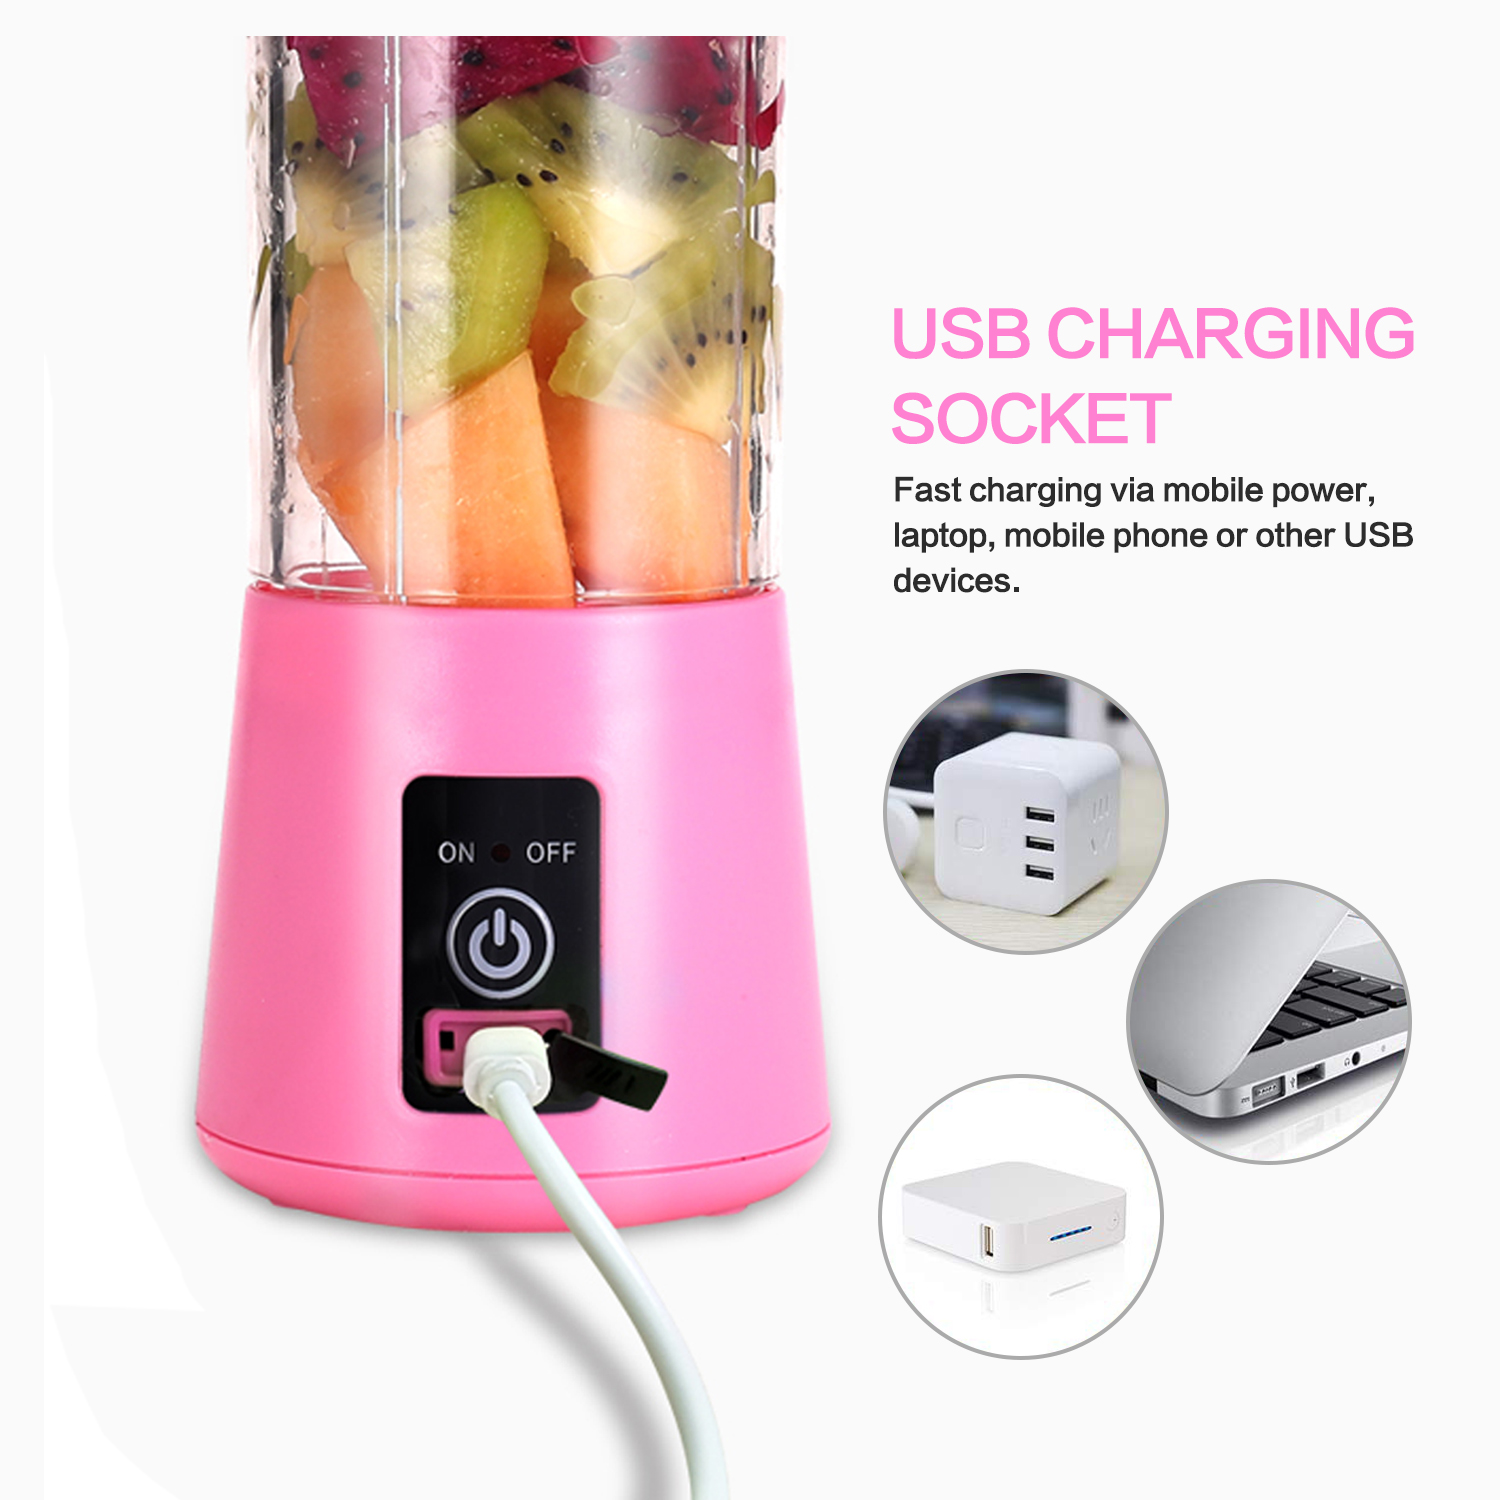 USB CHARGING
SOCKET
Fast charging via mobile power,
laptop, mobile phone or other USB
devices.
ON OFF